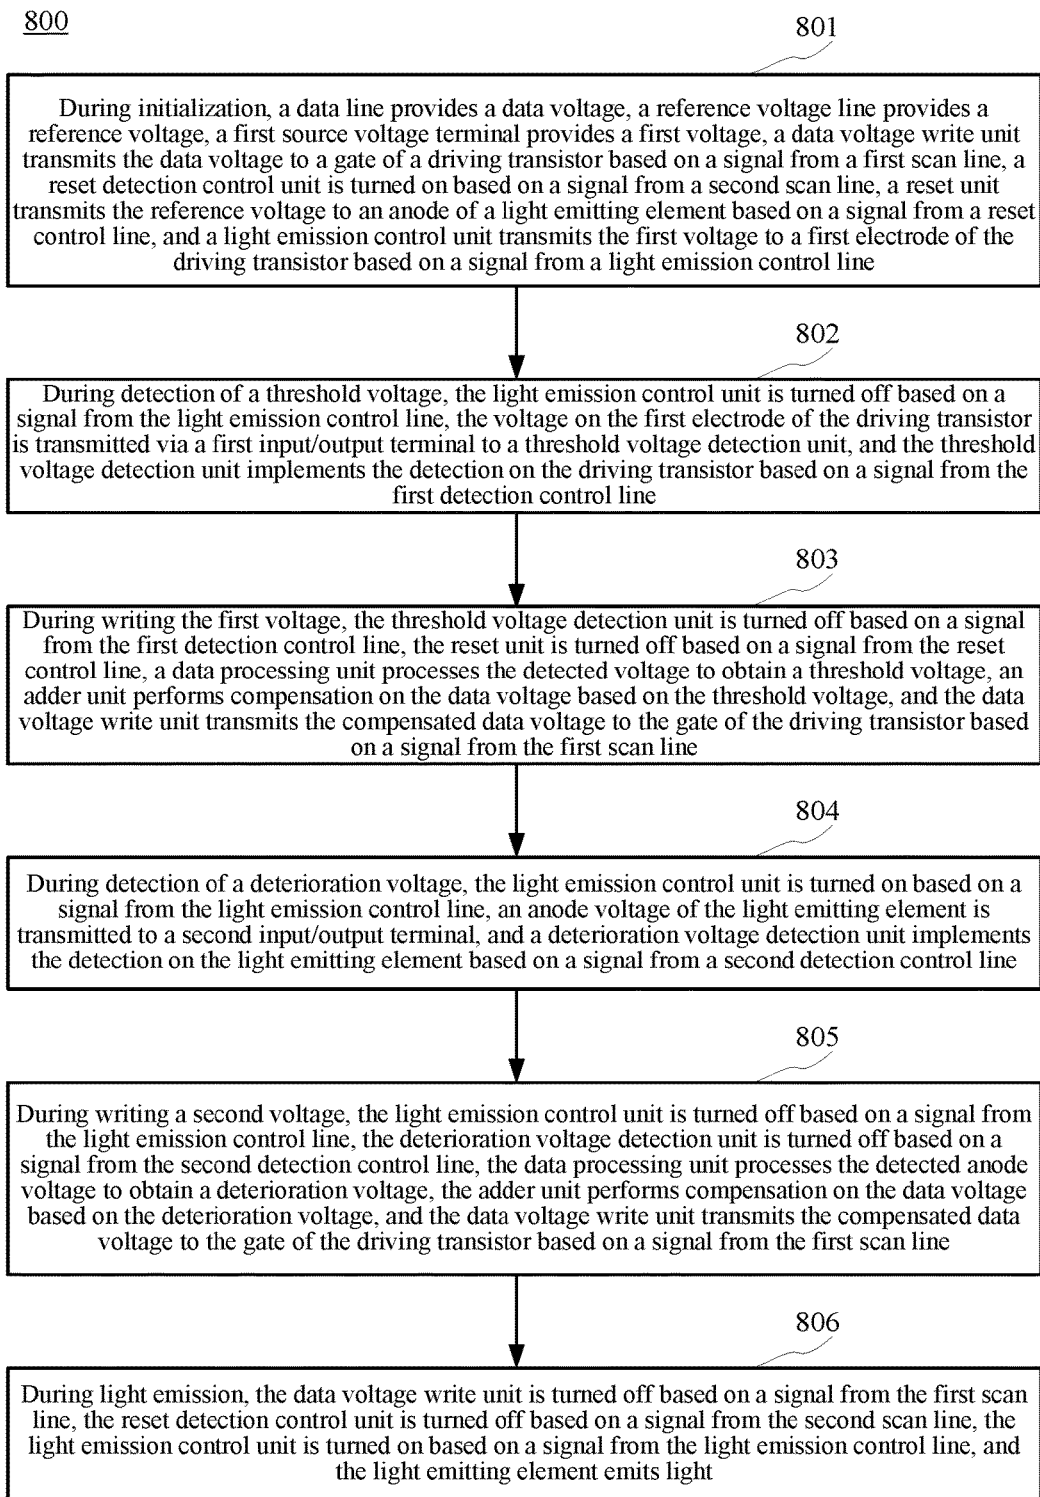 800
801
During initialization, a data line provides a data voltage, a reference voltage line provides a
reference voltage, a first source voltage terminal provides a first voltage, a data voltage write unit
transmits the data voltage to a gate of a driving transistor based on a signal from a first scan line, a
reset detection control unit is turned on based on a signal from a second scan line, a reset unit
transmits the reference voltage to an anode of a light emitting element based on a signal from a reset
control line, and a light emission control unit transmits the first voltage to a first electrode of the
driving transistor based on a signal from a light emission control line
802
During detection of a threshold voltage, the light emission control unit is turned off based on a
signal from the light emission control line, the voltage on the first electrode of the driving transistor
is transmitted via a first input/output terminal to a threshold voltage detection unit, and the threshold
voltage detection unit implements the detection on the driving transistor based on a signal from the
first detection control line
803
During writing the first voltage, the threshold voltage detection unit is turned off based on a signal
from the first detection control line, the reset unit is turned off based on a signal from the reset
control line, a data processing unit processes the detected voltage to obtain a threshold voltage, an
adder unit performs compensation on the data voltage based on the threshold voltage, and the data
voltage write unit transmits the compensated data voltage to the gate of the driving transistor based
on a signal from the first scan line
804
During detection of a deterioration voltage, the light emission control unit is turned on based on a
signal from the light emission control line, an anode voltage of the light emitting element is
transmitted to a second input/output terminal, and a deterioration voltage detection unit implements
the detection on the light emitting element based on a signal from a second detection control line
805
During writing a second voltage, the light emission control unit is turned off based on a signal from
the light emission control line, the deterioration voltage detection unit is turned off based on a
signal from the second detection control line, the data processing unit processes the detected anode
voltage to obtain a deterioration voltage, the adder unit performs compensation on the data voltage
based on the deterioration voltage, and the data voltage write unit transmits the compensated data
voltage to the gate of the driving transistor based on a signal from the first scan line
806
During light emission, the data voltage write unit is turned off based on a signal from the first scan
line, the reset detection control unit is turned off based on a signal from the second scan line, the
light emission control unit is turned on based on a signal from the light emission control line, and
the light emitting element emits light